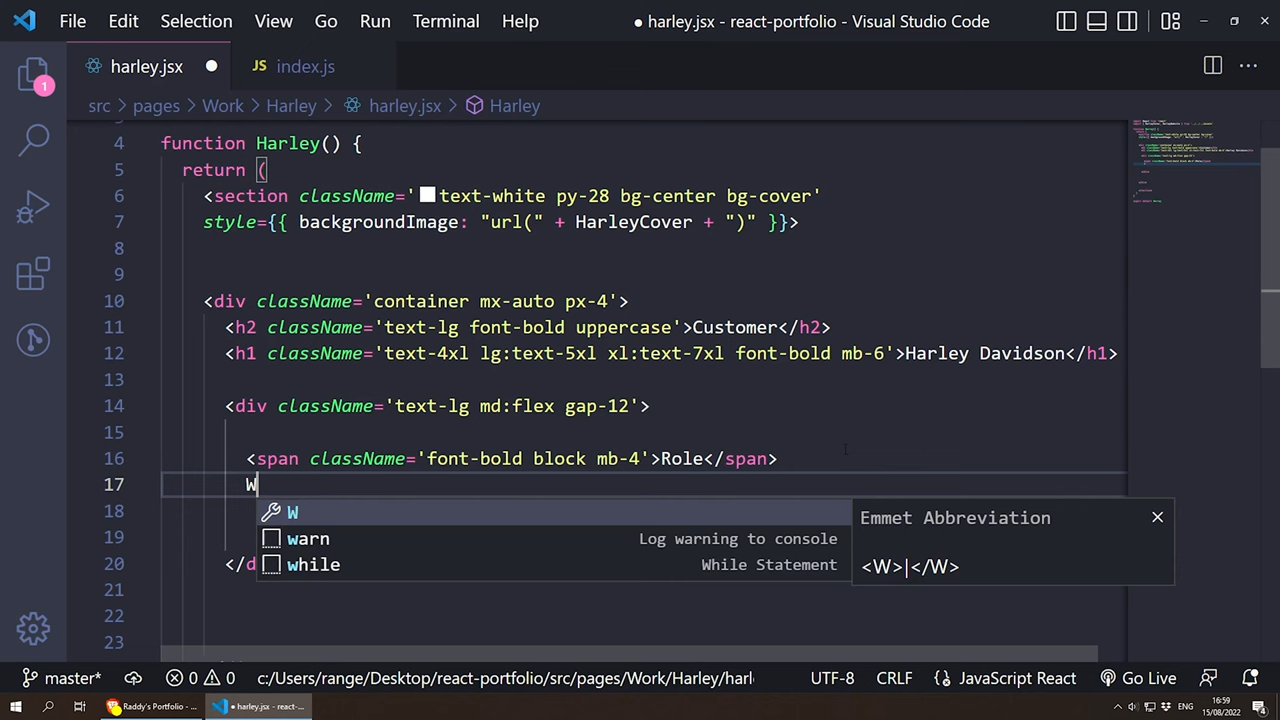 File Edit Selection View Go Run Terminal Help ● harley.jsx - react-portfolio - Visual Studio Code
harley.jsx ● JS index.js
1
src > pages > Work > Harley > harley.jsx > Harley
4 function Harley() {
5 return (
6 <section className='text-white py-28 bg-center bg-cover'
7 style={{ backgroundImage: "url(" + HarleyCover + ")" }}>
8
9
10 <div className='container mx-auto px-4'>
11 <h2 className='text-lg font-bold uppercase'>Customer</h2>
12 <h1 className='text-4xl lg:text-5xl xl:text-7xl font-bold mb-6'>Harley Davidson</h1>
13
14 <div className='text-lg md:flex gap-12'>
15
16 <span className='font-bold block mb-4'>Role</span>
17 W
18 W Emmet Abbreviation
19 warn Log warning to console
20 </d while While Statement <W>|</W>
21
22
23
master* 0 0 c:/Users/range/Desktop/react-portfolio/src/pages/Work/Harley/harl UTF-8 CRLF {} JavaScript React Go Live
Raddy's Portfolio - ... ● harley.jsx - react-... ENG 16:59 15/08/2022 4